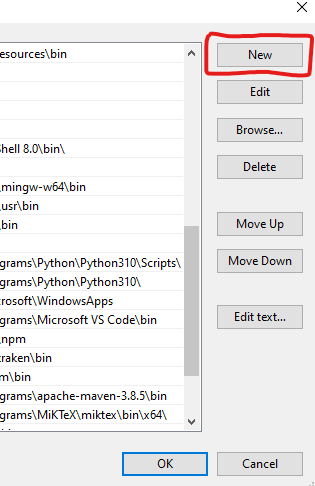 esources\bin
New
Edit
Browse...
Shell 8.0\bin\
Delete
\mingw-w64\bin
\usr\bin
\bin
Move Up
grams\Python\Python310\Scripts\
Move Down
grams\Python\Python310\
rosoft\WindowsApps
grams\Microsoft VS Code\bin
Edit text...
\npm
raken\bin
m\bin
grams\apache-maven-3.8.5\bin
grams\MiKTeX\miktex\bin\x64\
OK
Cancel